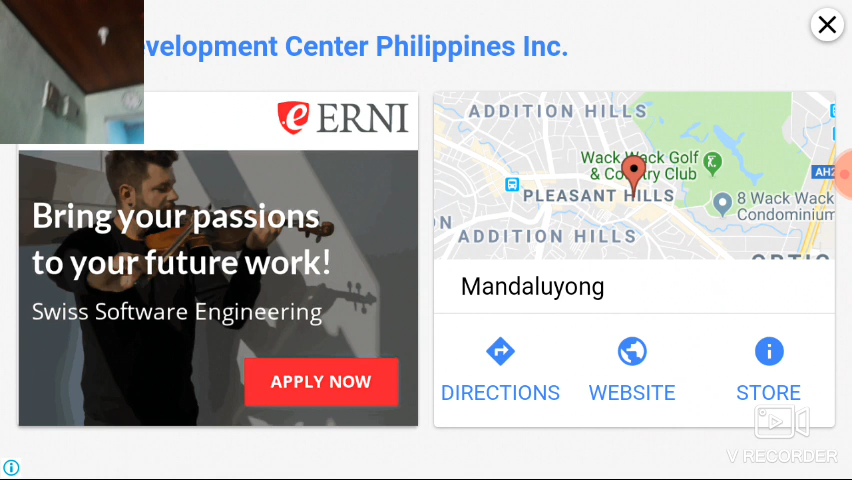 evelopment Center Philippines Inc.
ERNI
Bring your passions
to your future work!
Swiss Software Engineering
APPLY NOW
ADDITION HILLS
Wack Wack Golf
& Country Club
PLEASANT HILLS
AH2
8 Wack Wack
Condominium
N
ADDITION HILLS
Mandaluyong
DIRECTIONS
WEBSITE
STORE
V RECORDER